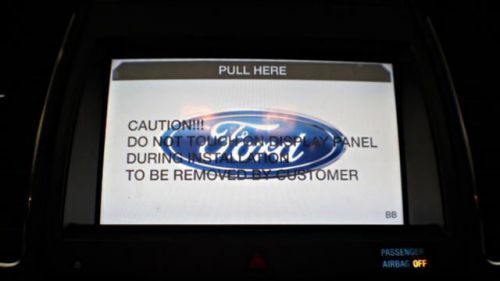 PULL HERE
CAUTION!!!
DO NOT TOUCH ON DISPLAY PANEL
DURING INSTALLATION
TO BE REMOVED BY CUSTOMER
Ford
BB
PASSENGER
AIRBAG OFF